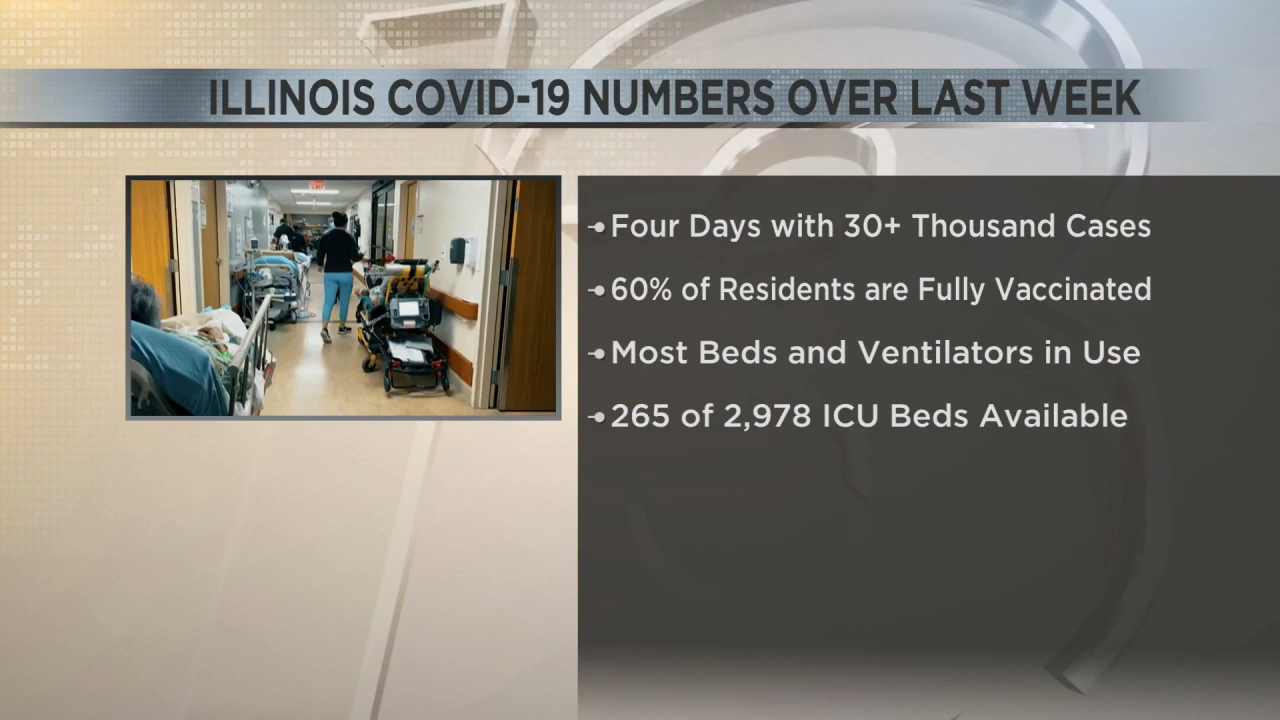 ILLINOIS COVID-19 NUMBERS OVER LAST WEEK
Four Days with 30+ Thousand Cases
60% of Residents are Fully Vaccinated
Most Beds and Ventilators in Use
265 of 2,978 ICU Beds Available